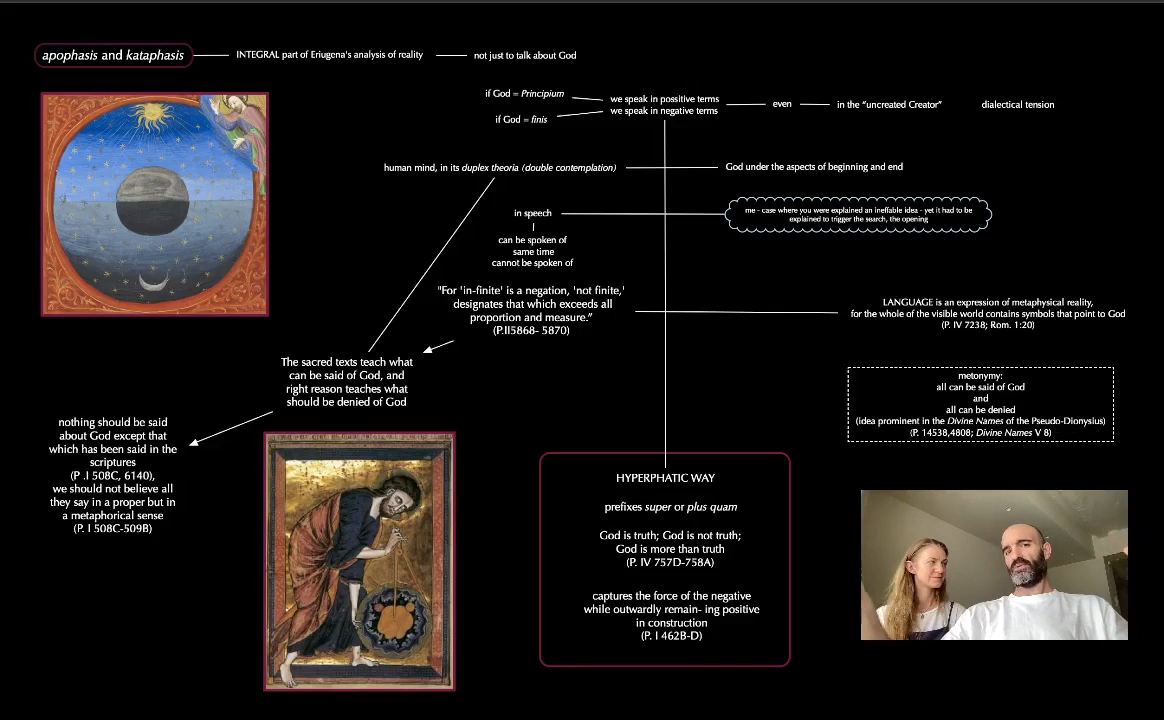 apophasis and kataphasis
INTEGRAL part of Eriugena's analysis of reality
not just to talk about God
if God = Principium
if God = finis
we speak in possitive terms
we speak in negative terms
even
in the “uncreated Creator”
dialectical tension
human mind, in its duplex theoria (double contemplation)
God under the aspects of beginning and end
in speech
can be spoken of
same time
cannot be spoken of
me - case where you were explained an ineffable idea - yet it had to be
explained to trigger the search, the opening
"For 'in-finite' is a negation, 'not finite,'
designates that which exceeds all
proportion and measure.”
(P.II5868- 5870)
LANGUAGE is an expression of metaphysical reality,
for the whole of the visible world contains symbols that point to God
(P. IV 7238; Rom. 1:20)
The sacred texts teach what
can be said of God, and
right reason teaches what
should be denied of God
metonymy:
all can be said of God
and
all can be denied
(idea prominent in the Divine Names of the Pseudo-Dionysius)
(P. 14538,4808; Divine Names V 8)
nothing should be said
about God except that
which has been said in the
scriptures
(P .I 508C, 6140),
we should not believe all
they say in a proper but in
a metaphorical sense
(P. I 508C-509B)
HYPERPHATIC WAY
prefixes super or plus quam
God is truth; God is not truth;
God is more than truth
(P. IV 757D-758A)
captures the force of the negative
while outwardly remain- ing positive
in construction
(P. I 462B-D)